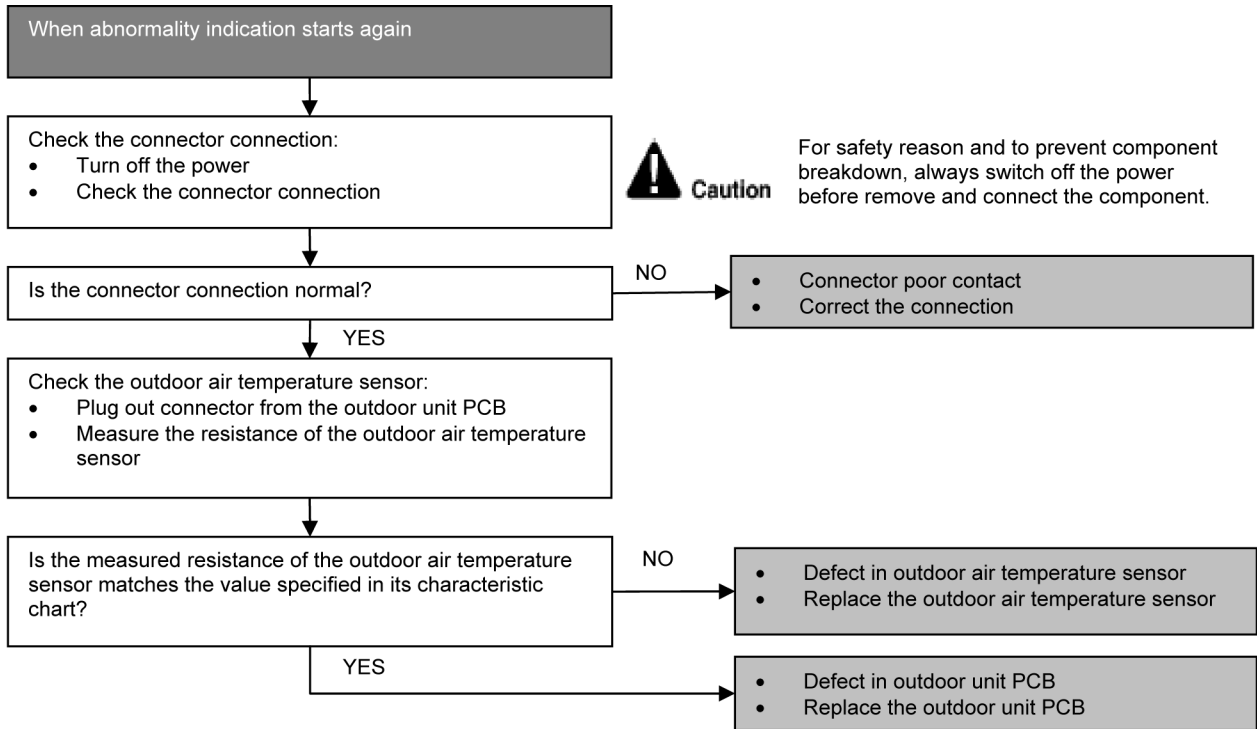 When abnormality indication starts again
Check the connector connection:
• Turn off the power
• Check the connector connection
Caution
For safety reason and to prevent component
breakdown, always switch off the power
before remove and connect the component.
Is the connector connection normal?
NO
• Connector poor contact
• Correct the connection
YES
Check the outdoor air temperature sensor:
• Plug out connector from the outdoor unit PCB
• Measure the resistance of the outdoor air temperature
sensor
Is the measured resistance of the outdoor air temperature
sensor matches the value specified in its characteristic
chart?
NO
• Defect in outdoor air temperature sensor
• Replace the outdoor air temperature sensor
YES
• Defect in outdoor unit PCB
• Replace the outdoor unit PCB